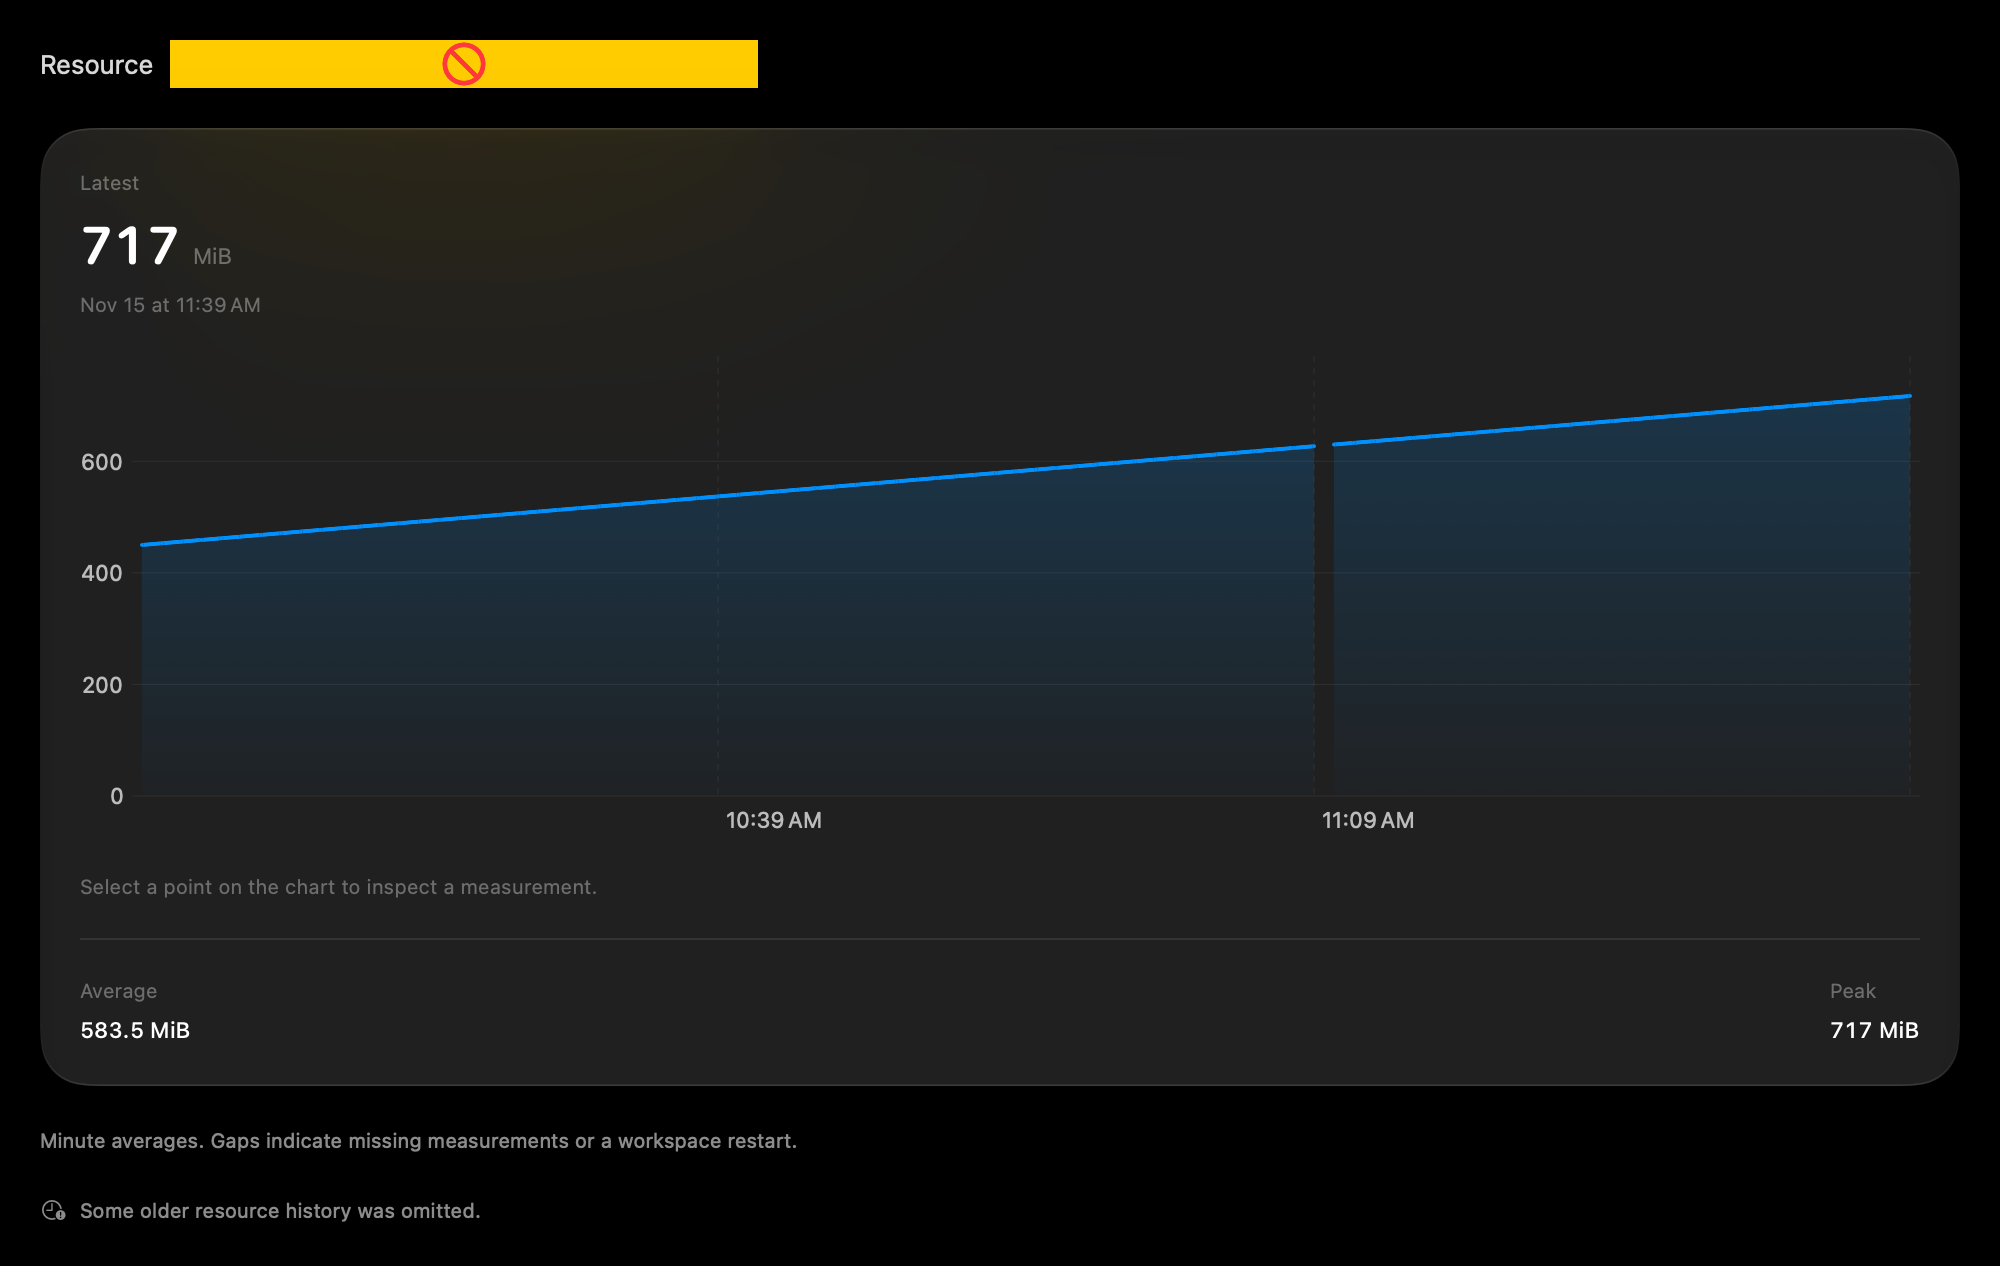 Resource
Latest
717 MiB
Nov 15 at 11:39 AM
600
400
200
0
10:39 AM
11:09 AM
Select a point on the chart to inspect a measurement.
Average
Peak
583.5 MiB
717 MiB
Minute averages. Gaps indicate missing measurements or a workspace restart.
Some older resource history was omitted.